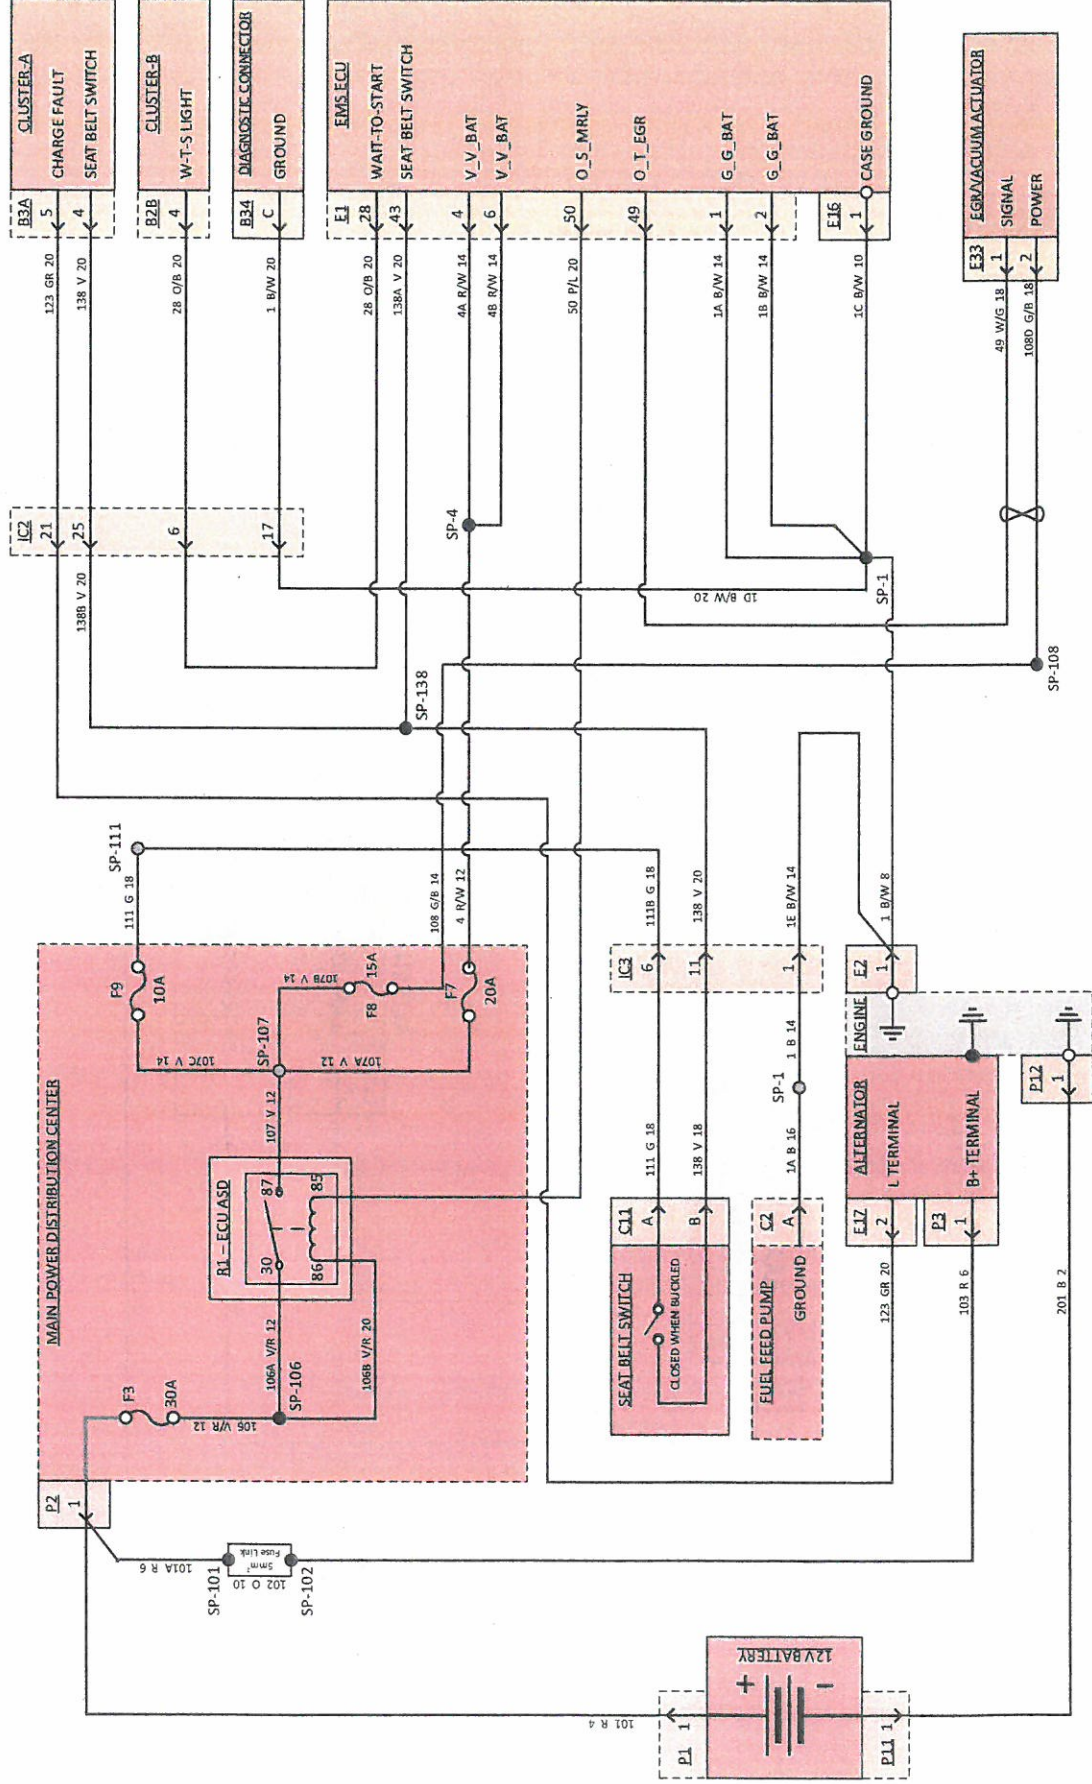 CLUSTER-A
CHARGE FAULT
SEAT BELT SWITCH
B3A
5
4
123 GR 20
138 V 20
CLUSTER-B
W-T-S LIGHT
B2B
4
28 O/B 20
DIAGNOSTIC CONNECTOR
GROUND
B34
C
1 B/W 20
EMS ECU
WAIT-TO-START
SEAT BELT SWITCH
V_V_BAT
V_V_BAT
O_S_MRLY
O_T_EGR
G_G_BAT
G_G_BAT
CASE GROUND
E1
28
43
4
6
50
49
1
2
E16
1
28 O/B 20
138A V 20
4A R/W 14
4B R/W 14
50 P/L 20
1A B/W 14
1B B/W 14
1C B/W 10
EGR/VACUUM ACTUATOR
SIGNAL
POWER
E33
1
2
49 W/G 18
108D G/B 18
IC2
21
25
6
17
138B V 20
SP-4
1D B/W 20
SP-1
SP-108
SP-138
SP-111
111 G 18
108 G/B 14
4 R/W 12
111B G 18
138 V 20
1E B/W 14
1 B/W 8
MAIN POWER DISTRIBUTION CENTER
F9
10A
107C V 14
SP-107
107B V 14
15A
F8
107A V 12
F7
20A
107 V 12
R1 – ECU ASD
87
85
30
86
106A V/R 12
106B V/R 20
SP-106
F3
30A
106 V/R 12
P2
1
IC3
6
11
1
1 B 14
SP-1
1A B 16
111 G 18
138 V 18
C11
A
B
SEAT BELT SWITCH
CLOSED WHEN BUCKLED
C2
A
FUEL FEED PUMP
GROUND
E2
1
ENGINE
ALTERNATOR
L TERMINAL
B+ TERMINAL
E17
2
P3
1
P12
1
123 GR 20
103 R 6
201 B 2
101A R 6
SP-101
5mm²
Fuse Link
102 O 10
SP-102
101 R 4
P1
1
12V BATTERY
+
–
P11
1